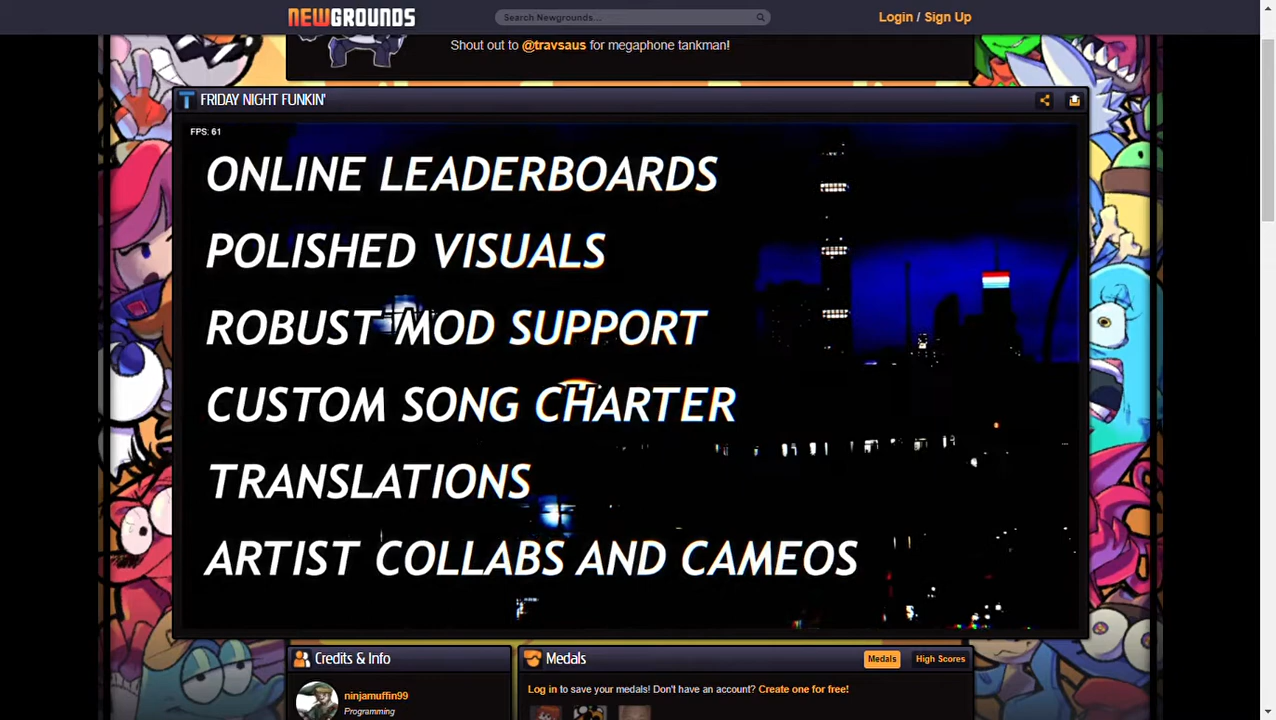 NEWGROUNDS
Search Newgrounds...
Login / Sign Up
Shout out to @travsaus for megaphone tankman!
FRIDAY NIGHT FUNKIN'
FPS: 61
ONLINE LEADERBOARDS
POLISHED VISUALS
ROBUST MOD SUPPORT
CUSTOM SONG CHARTER
TRANSLATIONS
ARTIST COLLABS AND CAMEOS
Credits & Info
Medals
Medals
High Scores
ninjamuffin99
Programming
Log in to save your medals! Don't have an account? Create one for free!